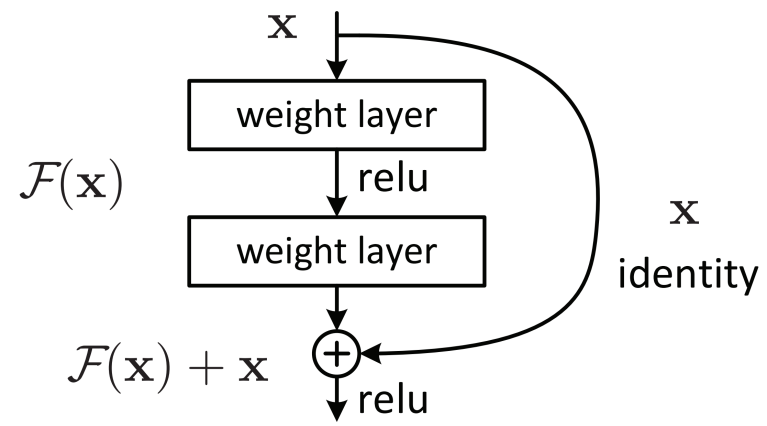 x
weight layer
relu
F(x)
x
weight layer
identity
F(x) + x
+
relu